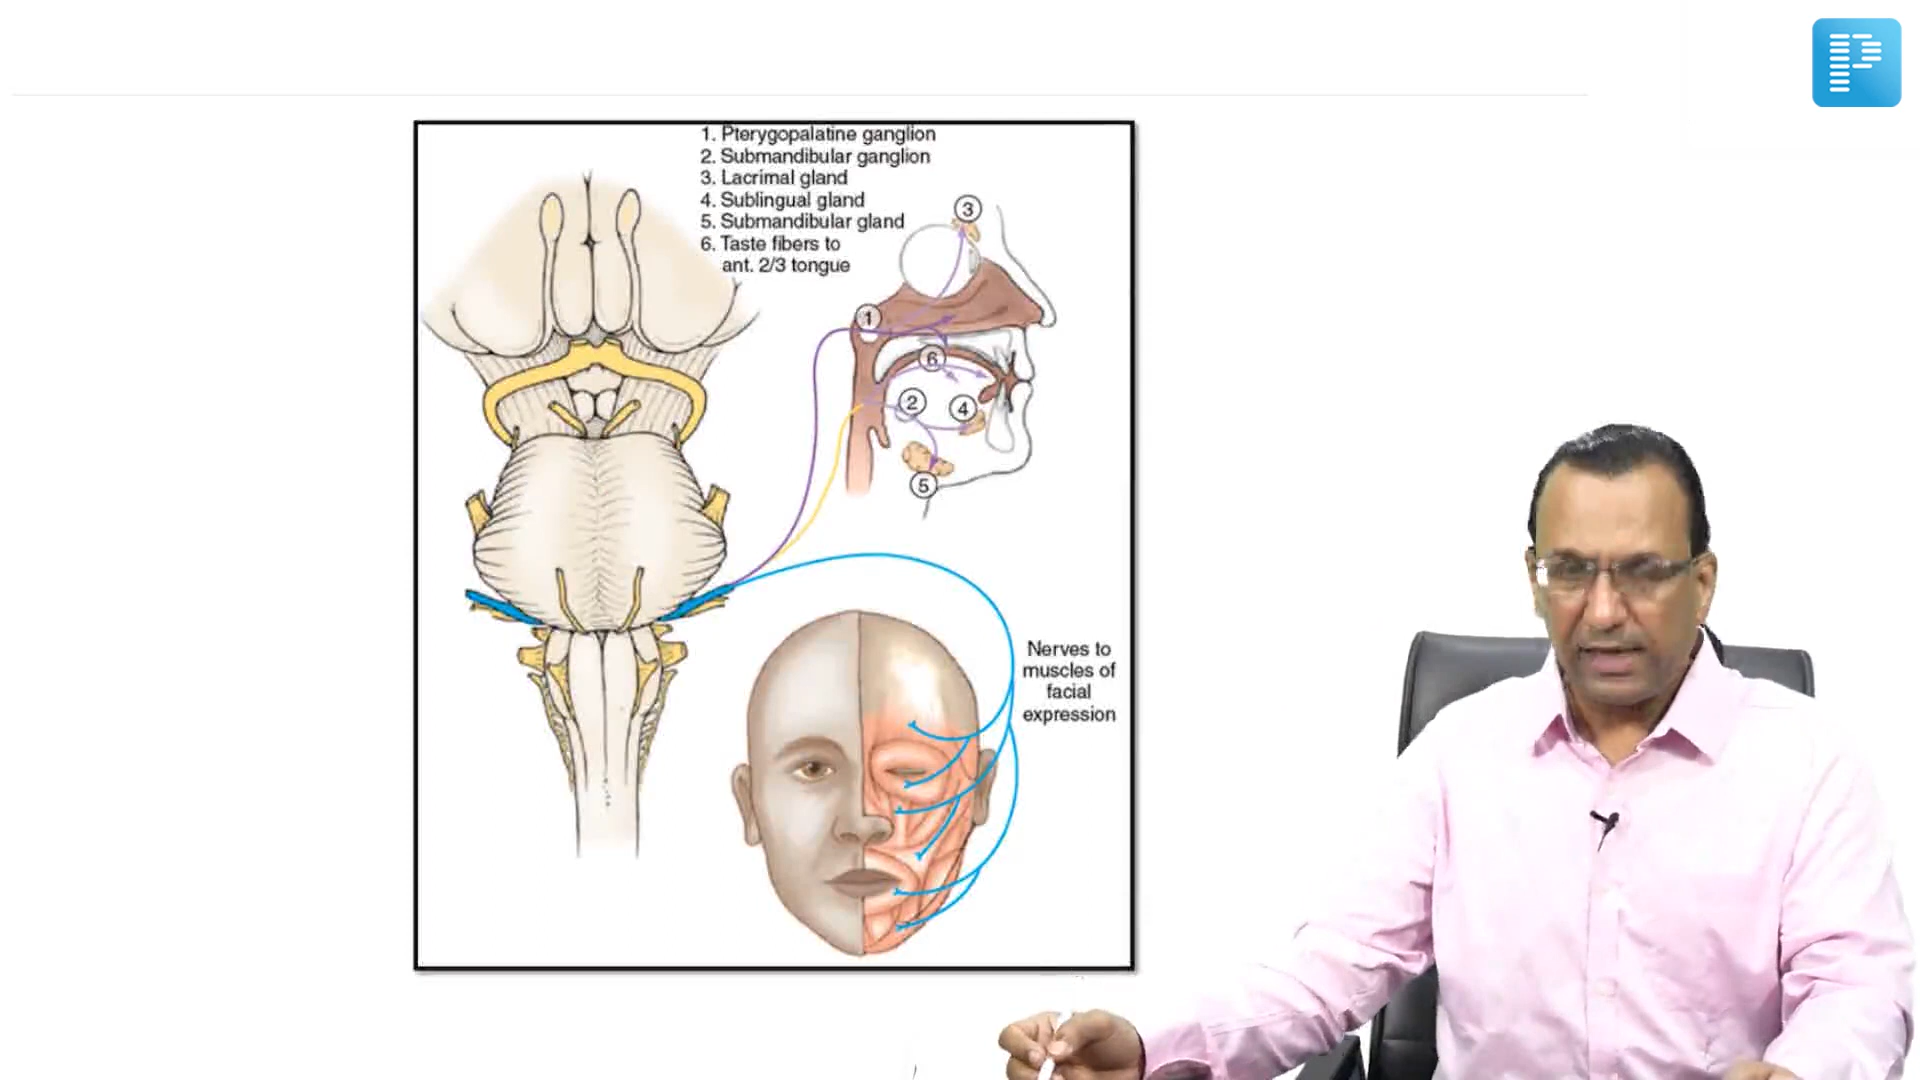 1. Pterygopalatine ganglion
2. Submandibular ganglion
3. Lacrimal gland
4. Sublingual gland
5. Submandibular gland
6. Taste fibers to
ant. 2/3 tongue
3
1
6
2
4
5
Nerves to
muscles of
facial
expression